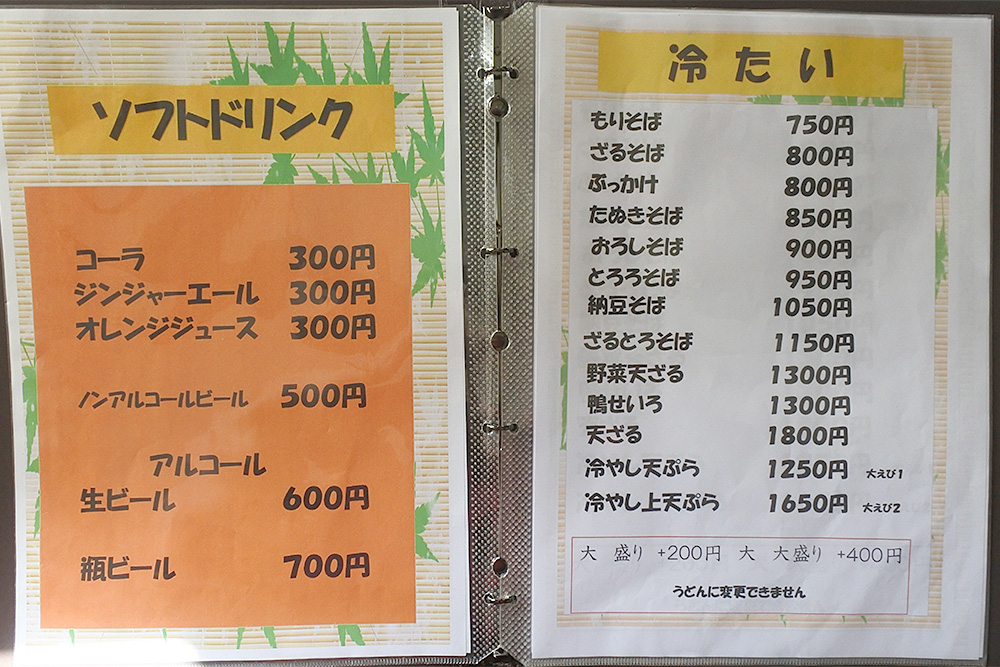 ソフトドリンク
コーラ 300円
ジンジャーエール 300円
オレンジジュース 300円
ノンアルコールビール 500円
アルコール
生ビール 600円
瓶ビール 700円
冷たい
もりそば 750円
ざるそば 800円
ぶっかけ 800円
たぬきそば 850円
おろしそば 900円
とろろそば 950円
納豆そば 1050円
ざるとろそば 1150円
野菜天ざる 1300円
鴨せいろ 1300円
天ざる 1800円
冷やし天ぷら 1250円 大えび1
冷やし上天ぷら 1650円 大えび2
大 盛り +200円 大 大盛り +400円
うどんに変更できません